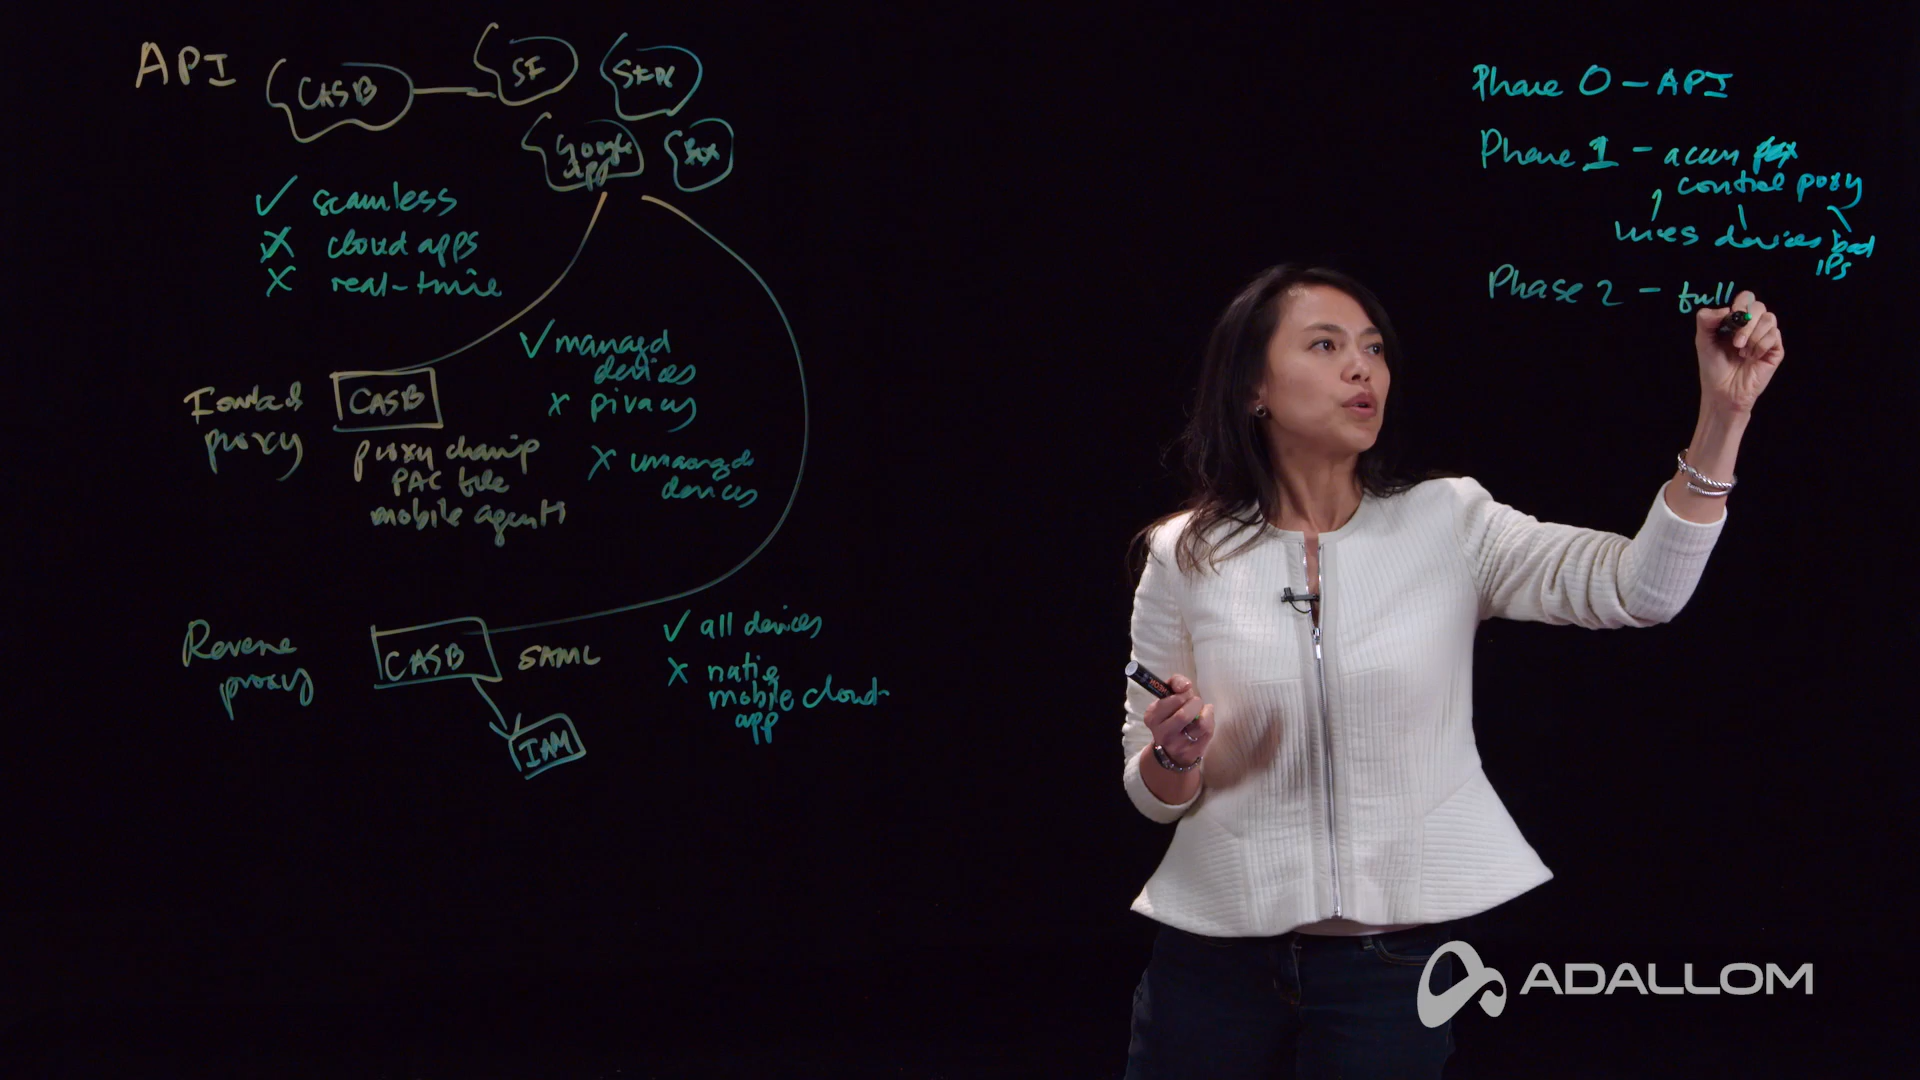 API
CASB
SF
Google
Box
✓ seamless
X cloud apps
X real-time
Forward
proxy
CASB
proxy
PAC file
mobile agents
✓ managed
devices
X privacy
X unmanaged
devices
Reverse
proxy
CASB
SAML
IAM
✓ all devices
X native
mobile cloud
app
Phase 0 - API
Phase 1 -
control proxy
users devices bad
IPs
Phase 2 - full
ADALLOM